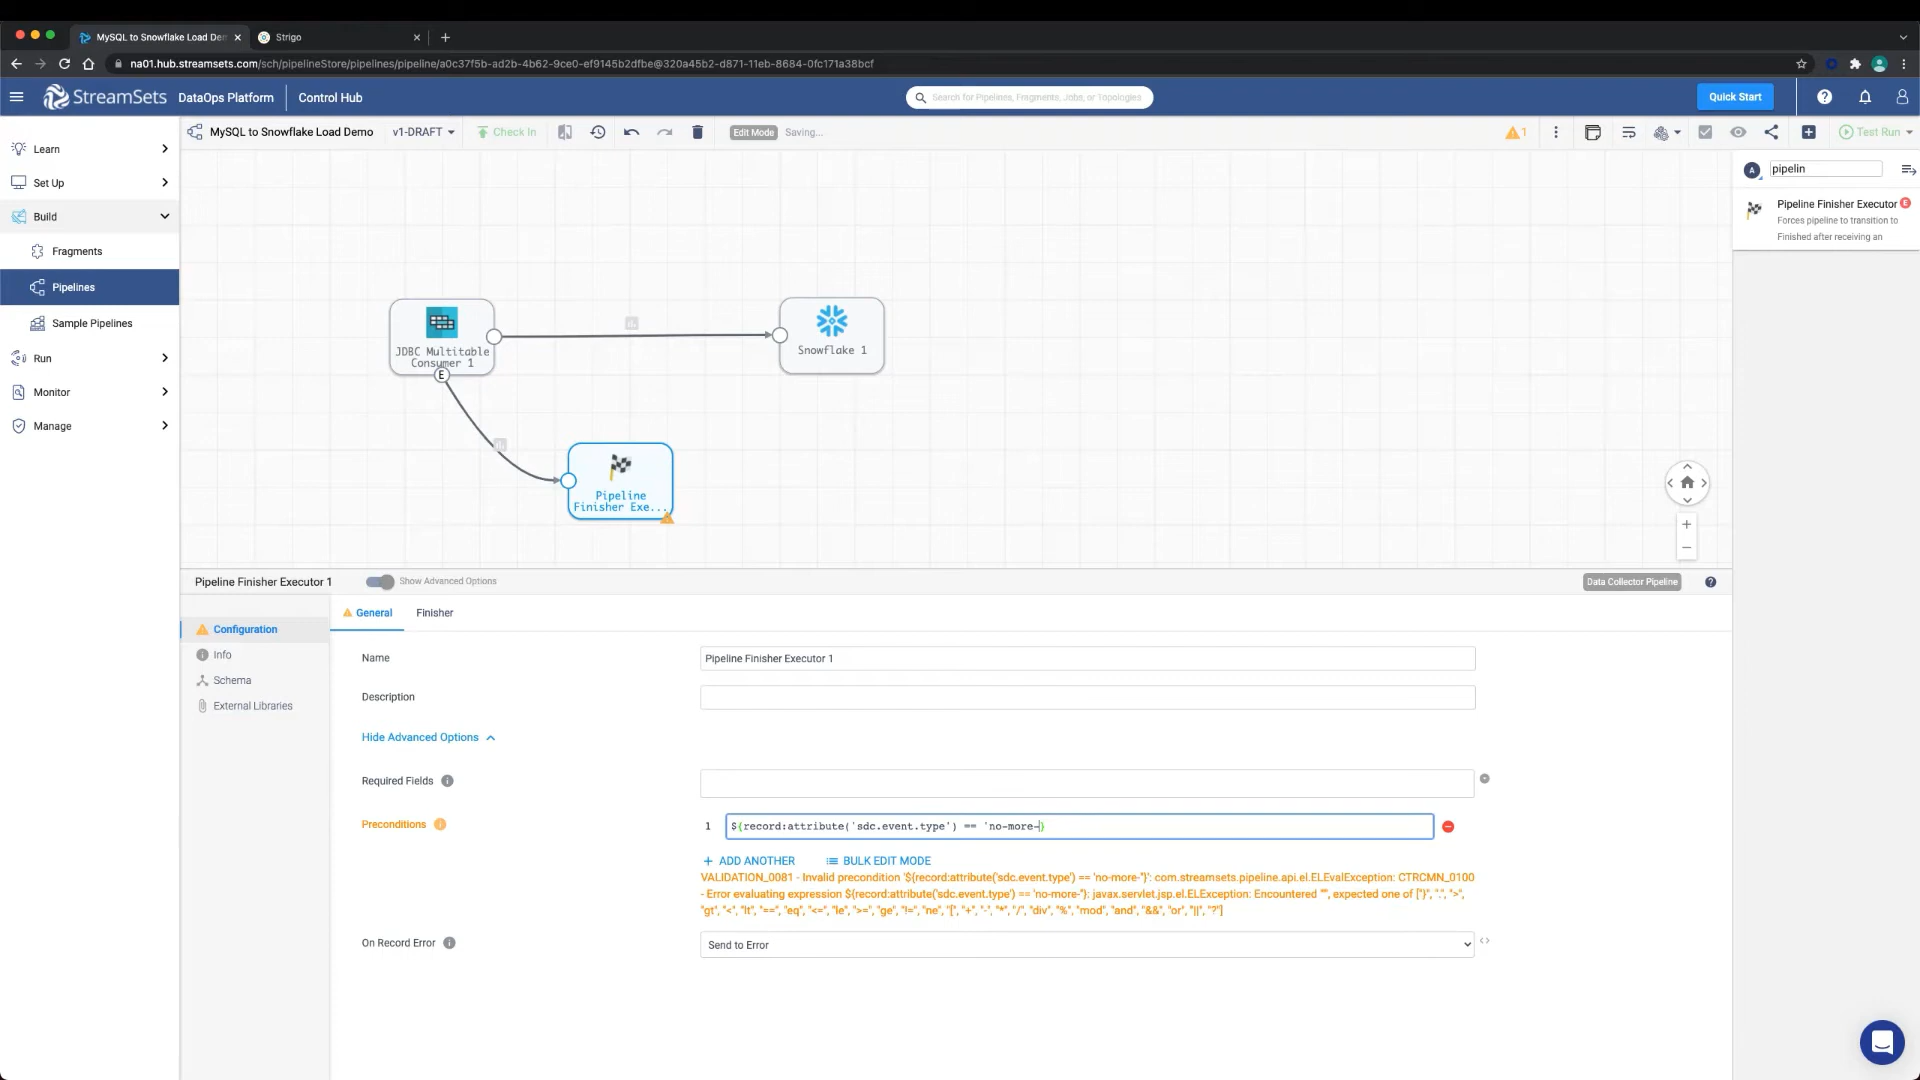 MySQL to Snowflake Load Den
Strigo
na01.hub.streamsets.com/sch/pipelineStore/pipelines/pipeline/a0c37f5b-ad2b-4b62-9ce0-ef9145b2dfbe@320a45b2-d871-11eb-8684-0fc171a38bcf
StreamSets DataOps Platform Control Hub
Search for Pipelines, Fragments, Jobs, or Topologies
Quick Start
MySQL to Snowflake Load Demo v1-DRAFT Check In Edit Mode Saving... 1 Test Run
Learn
Set Up
Build
Fragments
Pipelines
Sample Pipelines
Run
Monitor
Manage
A pipelin
Pipeline Finisher Executor E
Forces pipeline to transition to
Finished after receiving an
JDBC Multitable
Consumer 1
E
Snowflake 1
Pipeline
Finisher Exe...
Pipeline Finisher Executor 1 Show Advanced Options Data Collector Pipeline
Configuration
Info
Schema
External Libraries
General Finisher
Name Pipeline Finisher Executor 1
Description
Hide Advanced Options
Required Fields
Preconditions 1 ${record:attribute('sdc.event.type') == 'no-more-}
+ ADD ANOTHER BULK EDIT MODE
VALIDATION_0081 - Invalid precondition '${record:attribute('sdc.event.type') == 'no-more-'}': com.streamsets.pipeline.api.el.ELEvalException: CTRCMN_0100
- Error evaluating expression ${record:attribute('sdc.event.type') == 'no-more-'}: javax.servlet.jsp.el.ELException: Encountered "'", expected one of ["}", ".", ">",
"gt", "<", "lt", "==", "eq", "<=", "le", ">=", "ge", "!=", "ne", "[", "+", "-", "*", "/", "div", "%", "mod", "and", "&&", "or", "||", "?"]
On Record Error Send to Error